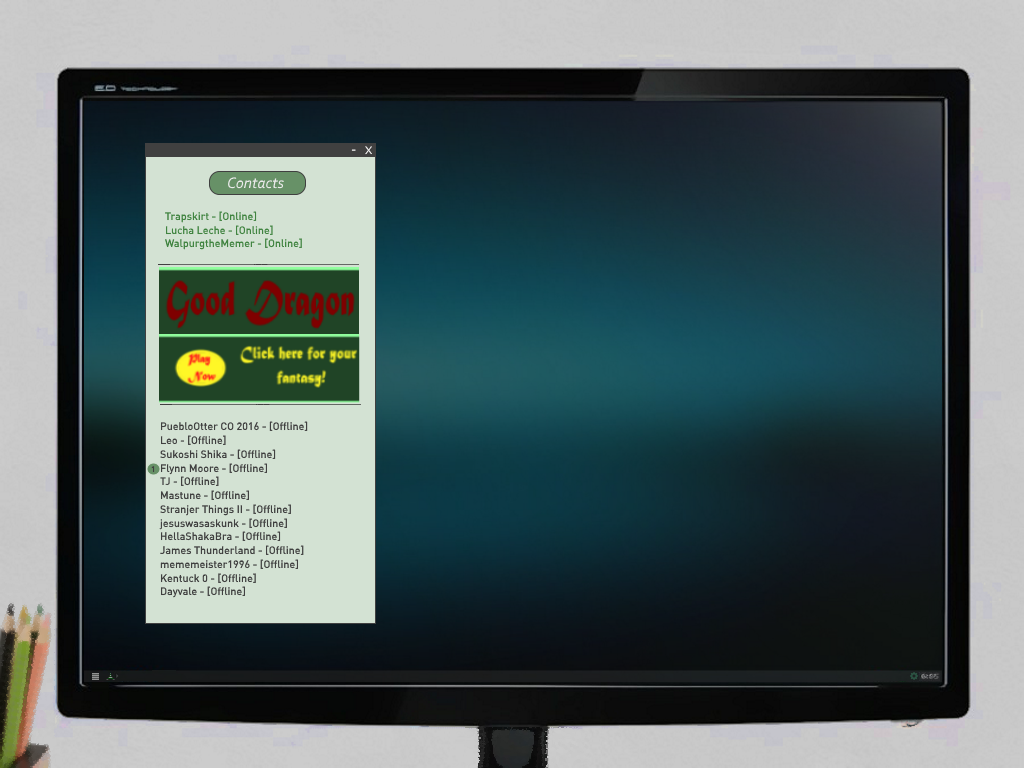 - X
Contacts
Trapskirt - [Online]
Lucha Leche - [Online]
WalpurgtheMemer - [Online]
Good Dragon
Play
Now
Click here for your
fantasy!
PuebloOtter CO 2016 - [Offline]
Leo - [Offline]
Sukoshi Shika - [Offline]
1 Flynn Moore - [Offline]
TJ - [Offline]
Mastune - [Offline]
Stranjer Things II - [Offline]
jesuswasaskunk - [Offline]
HellaShakaBra - [Offline]
James Thunderland - [Offline]
mememeister1996 - [Offline]
Kentuck 0 - [Offline]
Dayvale - [Offline]